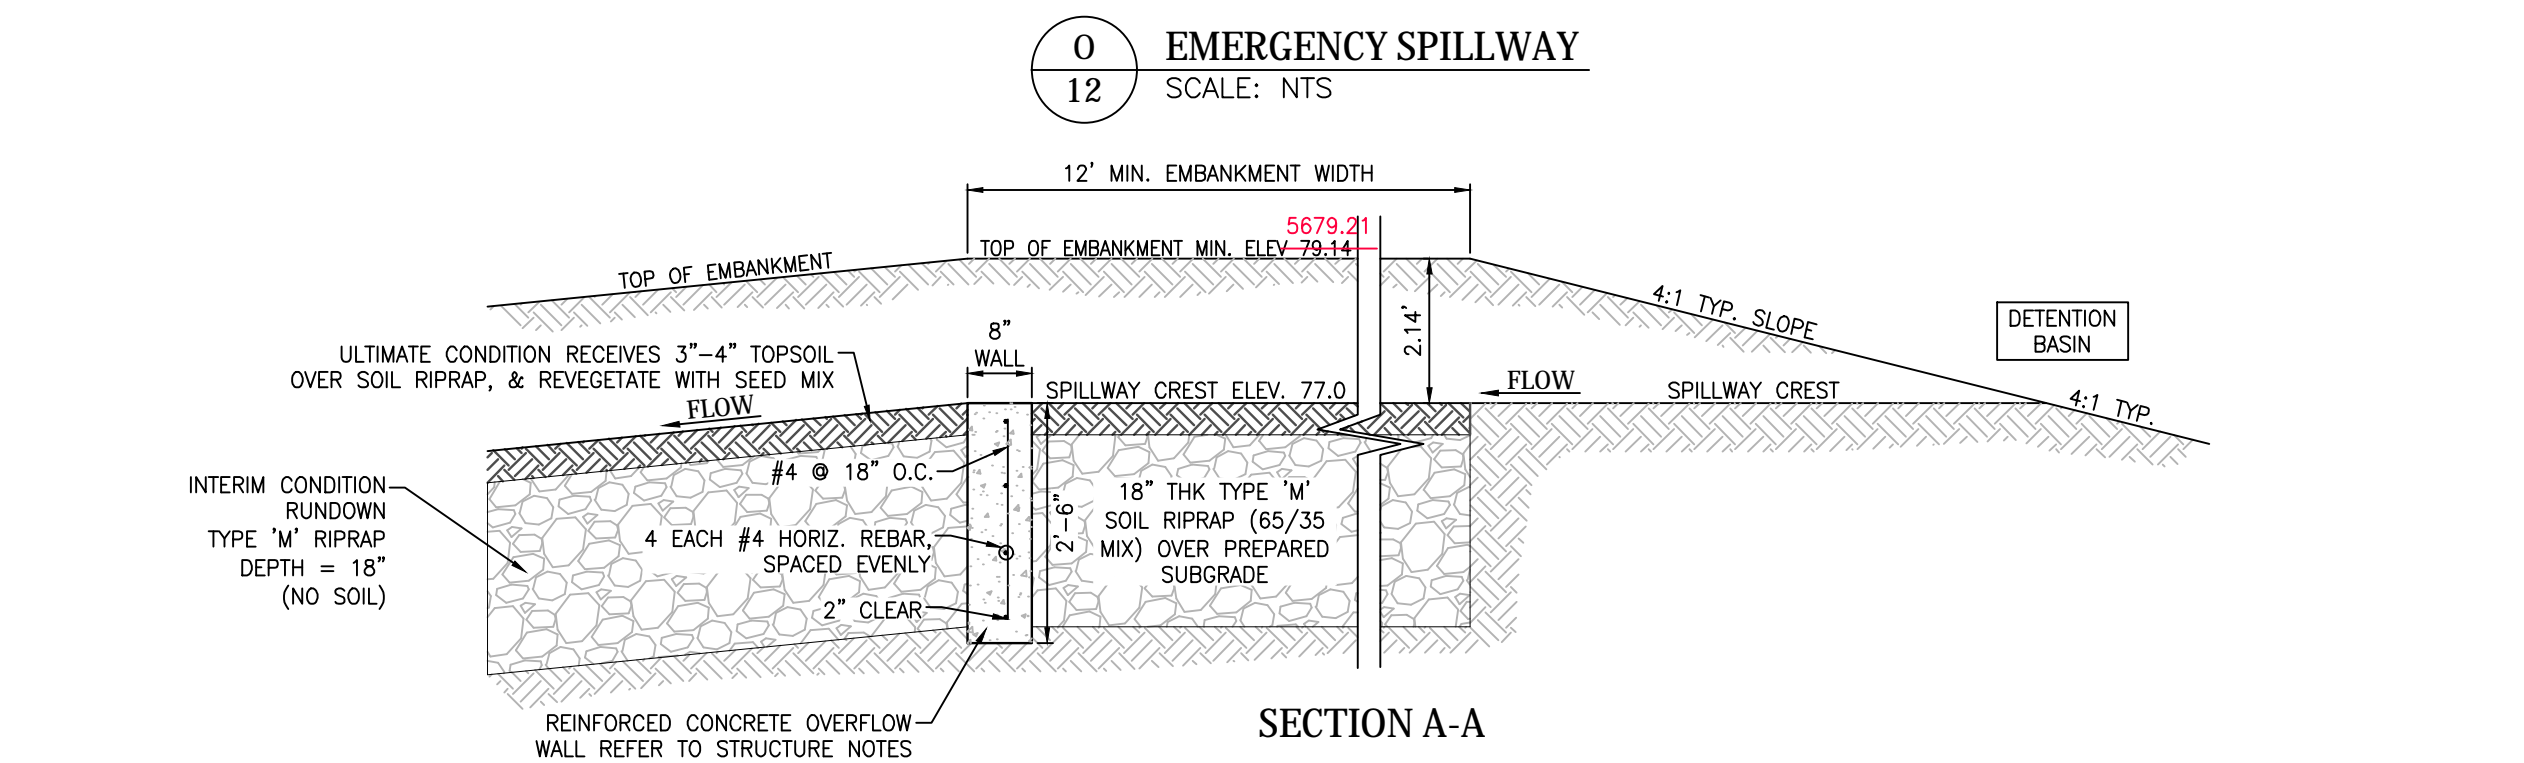 O
12
EMERGENCY SPILLWAY
SCALE: NTS
12' MIN. EMBANKMENT WIDTH
5679.21
TOP OF EMBANKMENT MIN. ELEV 79.14
TOP OF EMBANKMENT
4:1 TYP. SLOPE
DETENTION
BASIN
2.14'
8"
WALL
ULTIMATE CONDITION RECEIVES 3"-4" TOPSOIL
OVER SOIL RIPRAP, & REVEGETATE WITH SEED MIX
FLOW
SPILLWAY CREST ELEV. 77.0
FLOW
SPILLWAY CREST
4:1 TYP.
#4 @ 18" O.C.
INTERIM CONDITION
RUNDOWN
TYPE 'M' RIPRAP
DEPTH = 18"
(NO SOIL)
4 EACH #4 HORIZ. REBAR,
SPACED EVENLY
2" CLEAR
2'-6"
18" THK TYPE 'M'
SOIL RIPRAP (65/35
MIX) OVER PREPARED
SUBGRADE
REINFORCED CONCRETE OVERFLOW
WALL REFER TO STRUCTURE NOTES
SECTION A-A